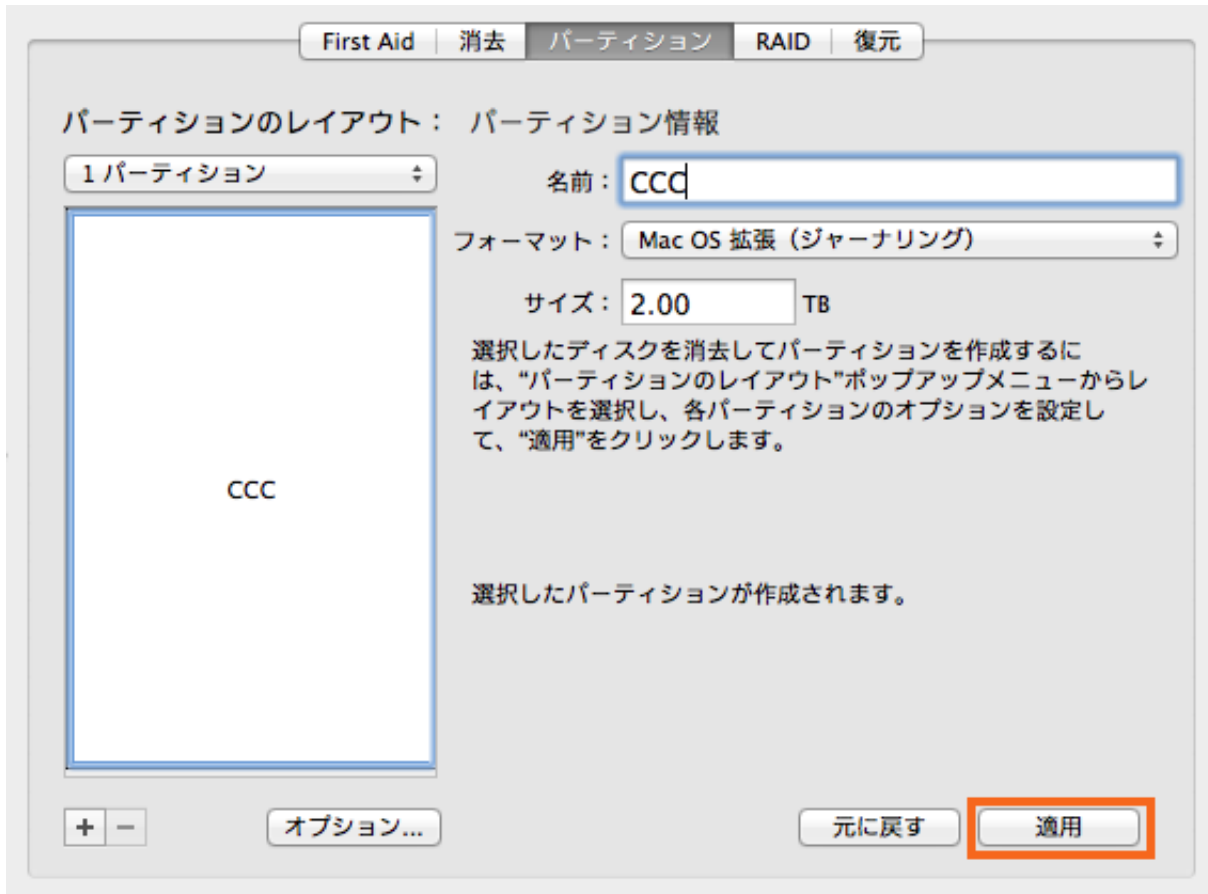 First Aid 消去 パーティション RAID 復元
パーティションのレイアウト： パーティション情報
1 パーティション
名前： CCC
フォーマット： Mac OS 拡張（ジャーナリング）
サイズ： 2.00 TB
選択したディスクを消去してパーティションを作成するに
は、“パーティションのレイアウト”ポップアップメニューからレ
イアウトを選択し、各パーティションのオプションを設定し
て、“適用”をクリックします。
CCC
選択したパーティションが作成されます。
+ − オプション... 元に戻す 適用